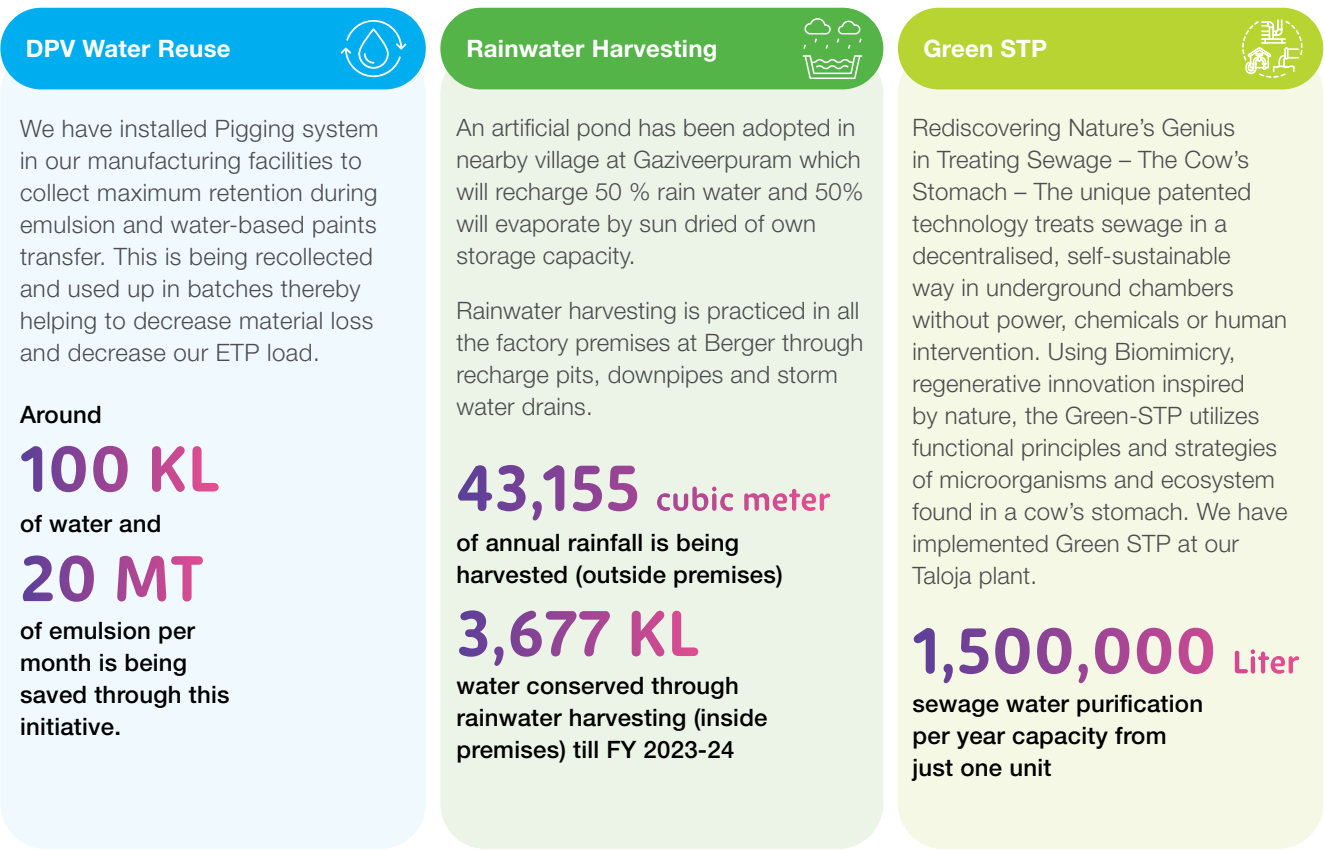 DPV Water Reuse
We have installed Pigging system
in our manufacturing facilities to
collect maximum retention during
emulsion and water-based paints
transfer. This is being recollected
and used up in batches thereby
helping to decrease material loss
and decrease our ETP load.
Around
100 KL
of water and
20 MT
of emulsion per
month is being
saved through this
initiative.
Rainwater Harvesting
An artificial pond has been adopted in
nearby village at Gaziveerpuram which
will recharge 50 % rain water and 50%
will evaporate by sun dried of own
storage capacity.
Rainwater harvesting is practiced in all
the factory premises at Berger through
recharge pits, downpipes and storm
water drains.
43,155 cubic meter
of annual rainfall is being
harvested (outside premises)
3,677 KL
water conserved through
rainwater harvesting (inside
premises) till FY 2023-24
Green STP
Rediscovering Nature’s Genius
in Treating Sewage – The Cow’s
Stomach – The unique patented
technology treats sewage in a
decentralised, self-sustainable
way in underground chambers
without power, chemicals or human
intervention. Using Biomimicry,
regenerative innovation inspired
by nature, the Green-STP utilizes
functional principles and strategies
of microorganisms and ecosystem
found in a cow’s stomach. We have
implemented Green STP at our
Taloja plant.
1,500,000 Liter
sewage water purification
per year capacity from
just one unit